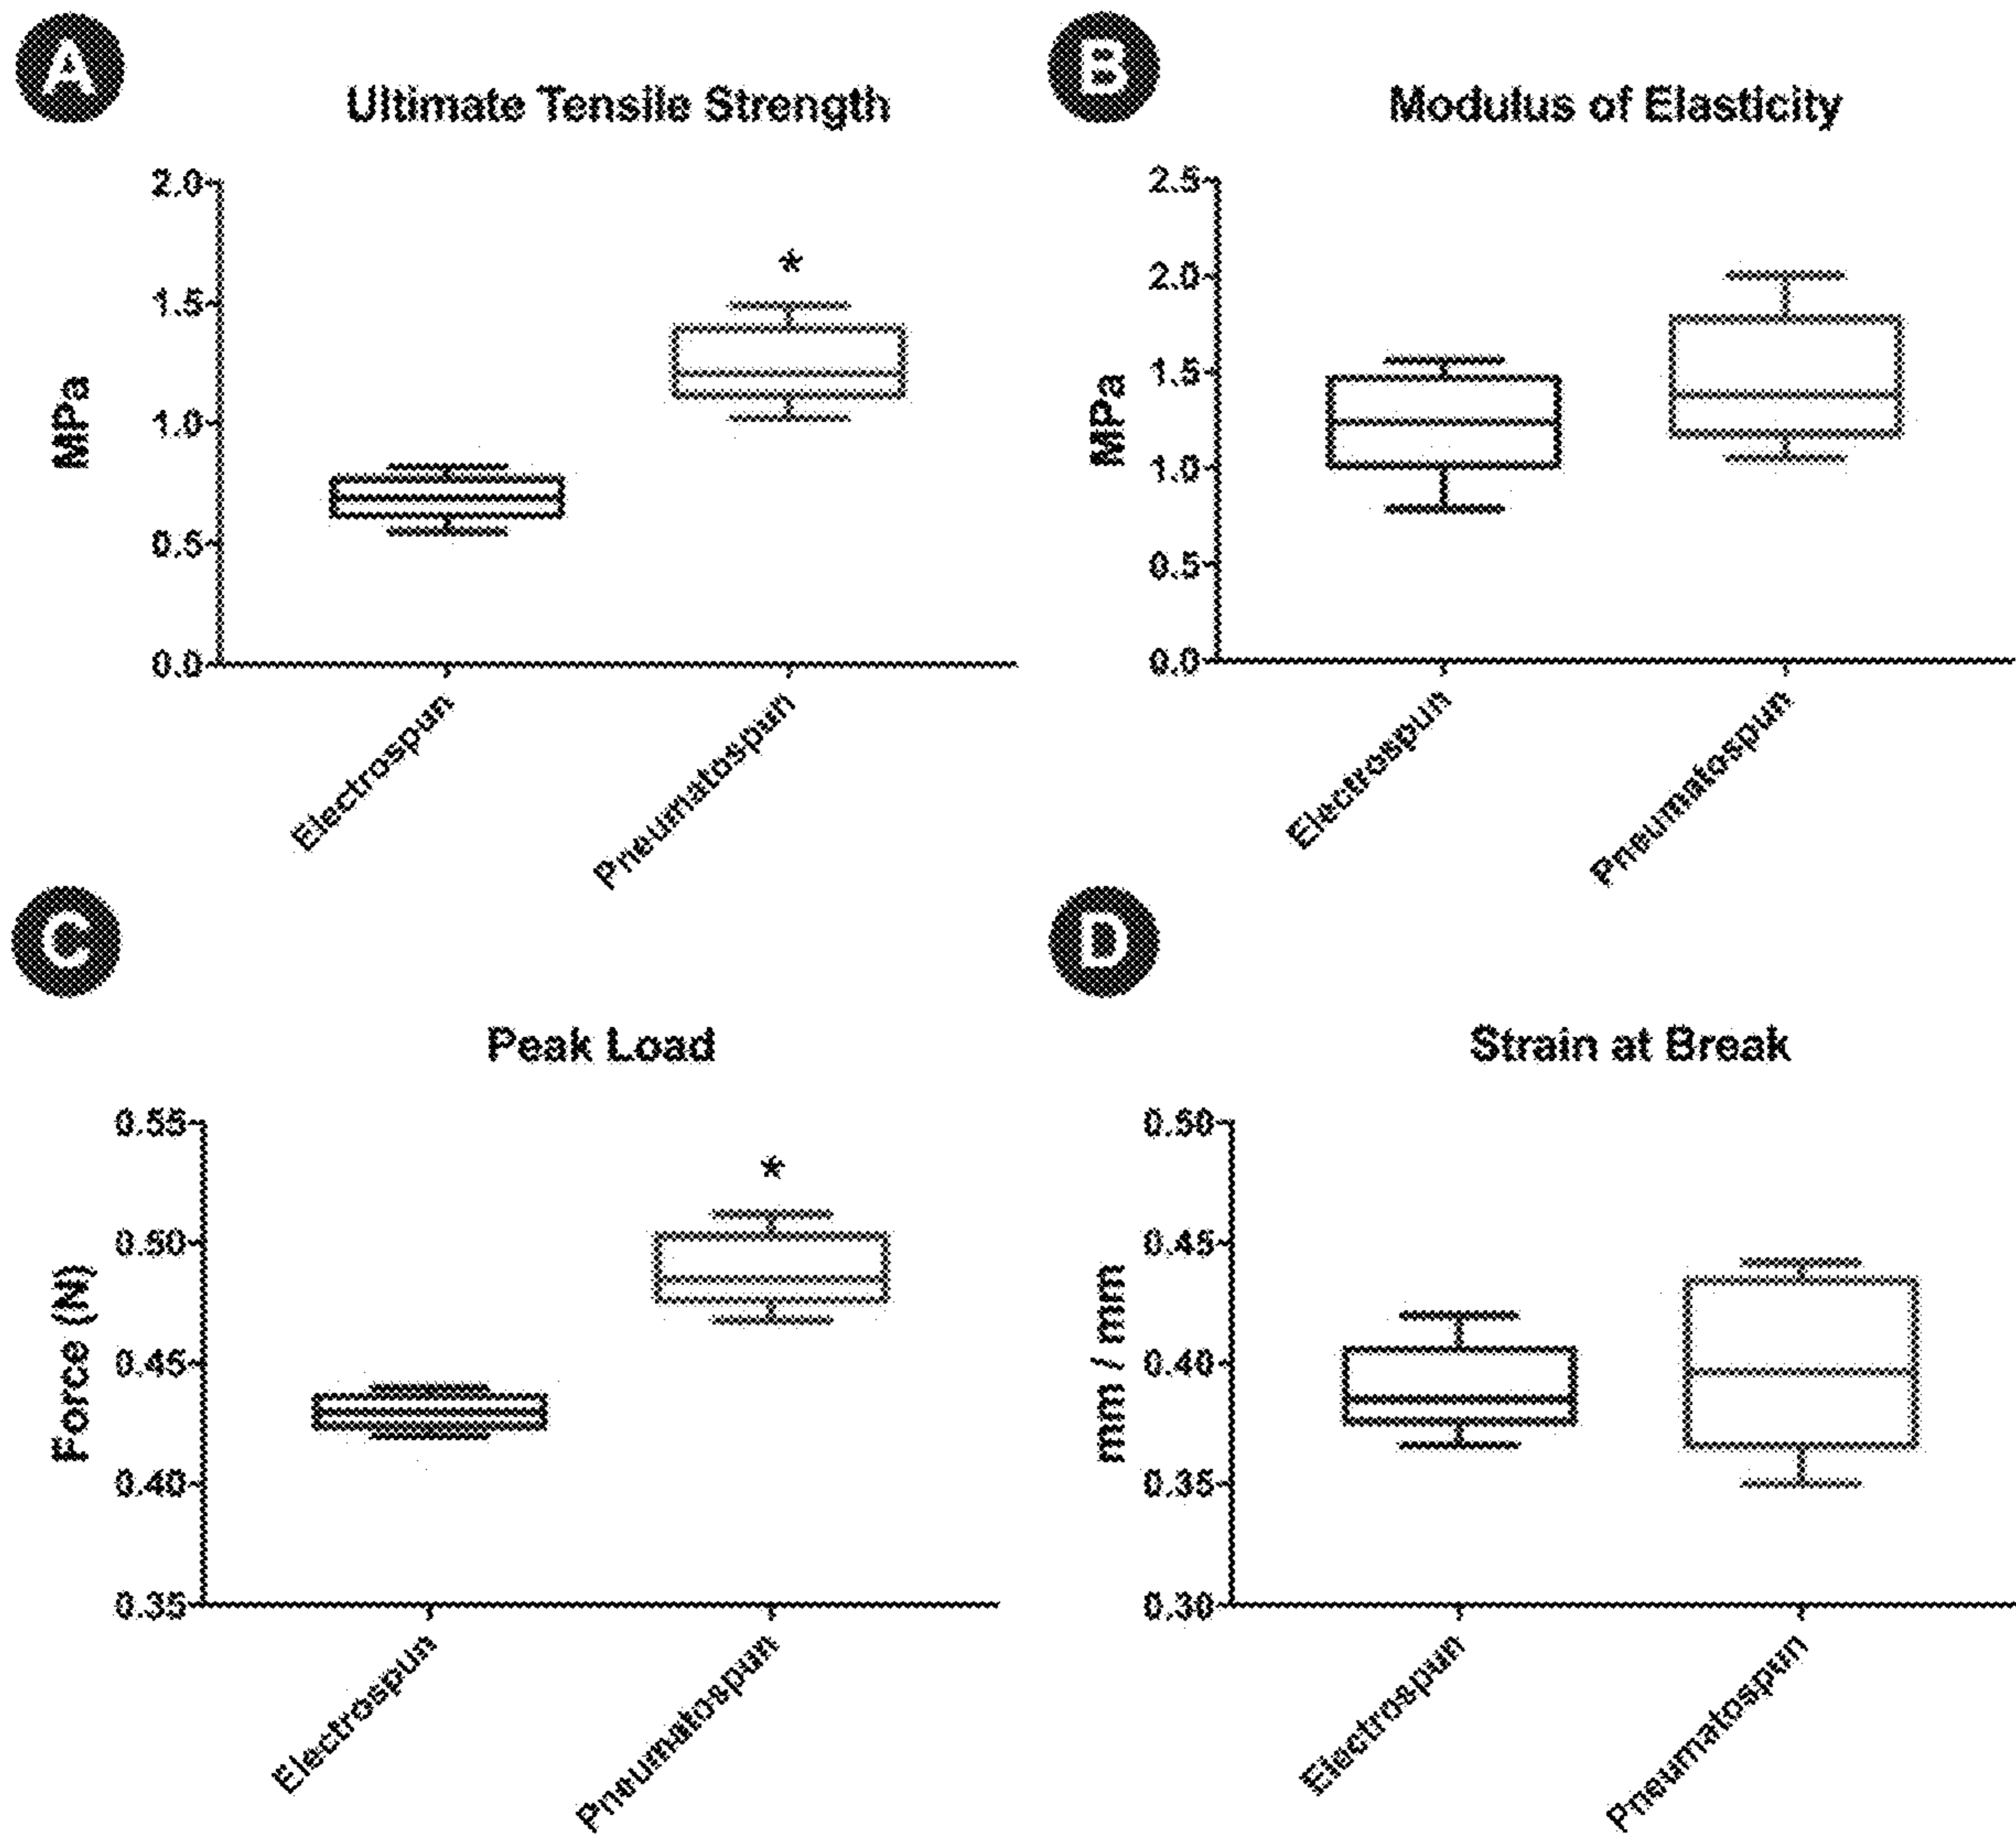 A
Ultimate Tensile Strength
MPa
2.0
1.5
1.0
0.5
0.0
*
Electrospun
Pneumatospun
B
Modulus of Elasticity
MPa
2.5
2.0
1.5
1.0
0.5
0.0
Electrospun
Pneumatospun
C
Peak Load
Force (N)
0.55
0.50
0.45
0.40
0.35
*
Electrospun
Pneumatospun
D
Strain at Break
mm / mm
0.50
0.45
0.40
0.35
0.30
Electrospun
Pneumatospun